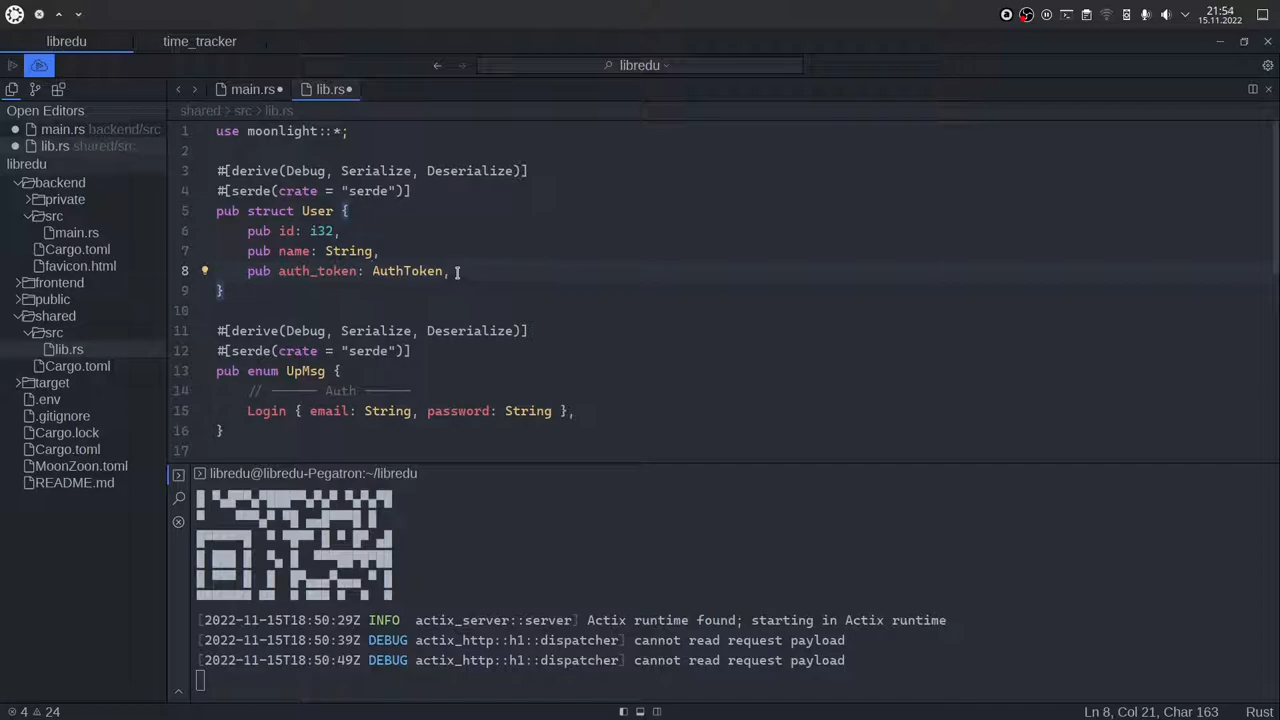 21:54
15.11.2022
libredu
time_tracker
libredu
main.rs
lib.rs
Open Editors
shared > src > lib.rs
main.rs backend/src
lib.rs shared/src
libredu
backend
private
src
main.rs
Cargo.toml
favicon.html
frontend
public
shared
src
lib.rs
Cargo.toml
target
.env
.gitignore
Cargo.lock
Cargo.toml
MoonZoon.toml
README.md
1 use moonlight::*;
2
3 #[derive(Debug, Serialize, Deserialize)]
4 #[serde(crate = "serde")]
5 pub struct User {
6 pub id: i32,
7 pub name: String,
8 pub auth_token: AuthToken,
9 }
10
11 #[derive(Debug, Serialize, Deserialize)]
12 #[serde(crate = "serde")]
13 pub enum UpMsg {
14 // ────── Auth ──────
15 Login { email: String, password: String },
16 }
17
libredu@libredu-Pegatron:~/libredu
[2022-11-15T18:50:29Z INFO actix_server::server] Actix runtime found; starting in Actix runtime
[2022-11-15T18:50:39Z DEBUG actix_http::h1::dispatcher] cannot read request payload
[2022-11-15T18:50:49Z DEBUG actix_http::h1::dispatcher] cannot read request payload
4 24
Ln 8, Col 21, Char 163
Rust